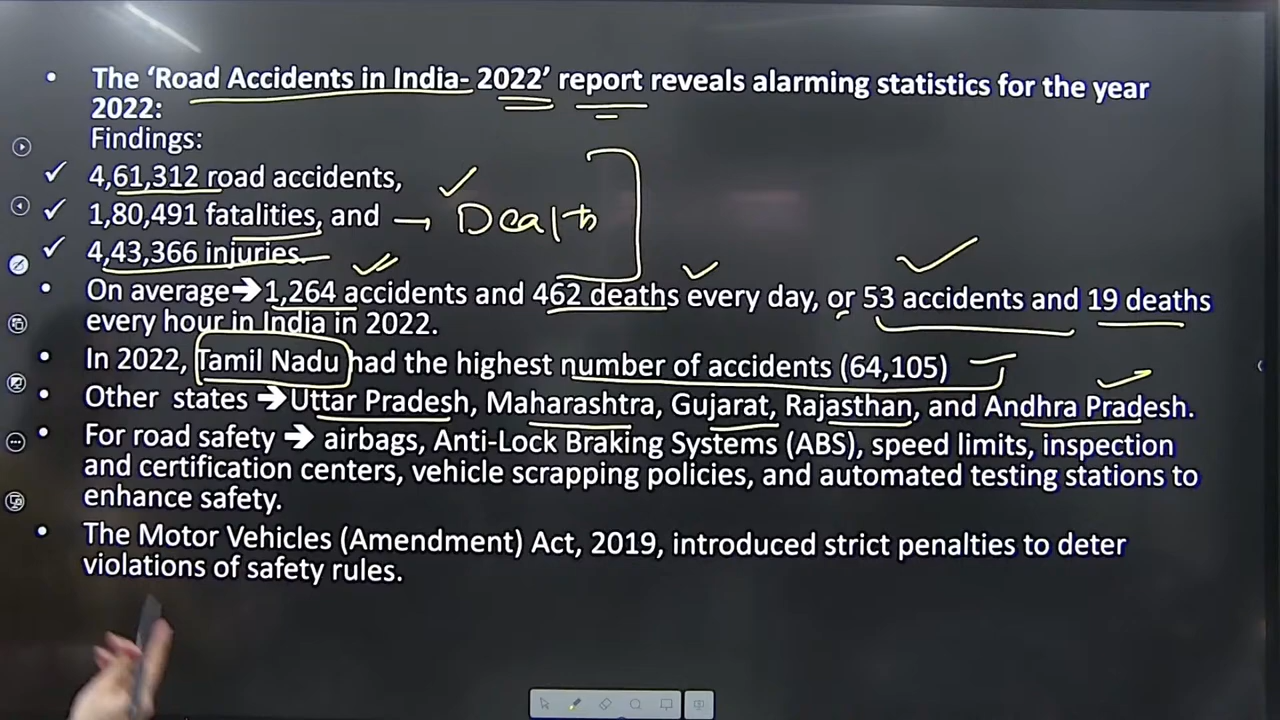 • The ‘Road Accidents in India- 2022’ report reveals alarming statistics for the year
2022:
Findings:
✓ 4,61,312 road accidents,
✓ 1,80,491 fatalities, and → Death
✓ 4,43,366 injuries.
• On average➔1,264 accidents and 462 deaths every day, or 53 accidents and 19 deaths
every hour in India in 2022.
• In 2022, Tamil Nadu had the highest number of accidents (64,105)
• Other states ➔Uttar Pradesh, Maharashtra, Gujarat, Rajasthan, and Andhra Pradesh.
• For road safety ➔ airbags, Anti-Lock Braking Systems (ABS), speed limits, inspection
and certification centers, vehicle scrapping policies, and automated testing stations to
enhance safety.
• The Motor Vehicles (Amendment) Act, 2019, introduced strict penalties to deter
violations of safety rules.